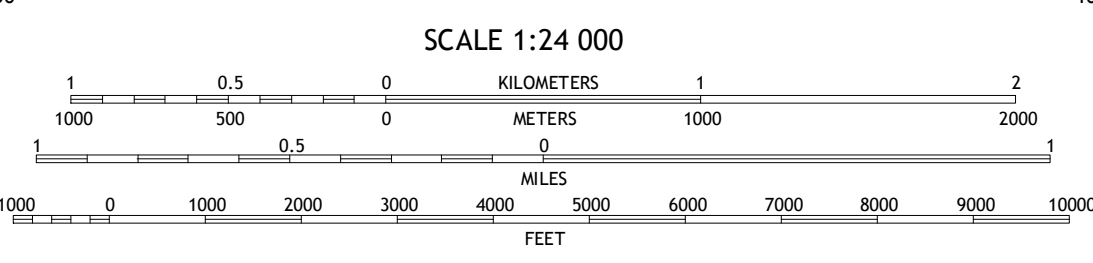 SCALE 1:24 000
1 0.5 0 KILOMETERS 1 2
1000 500 0 METERS 1000 2000
1 0.5 0 1
MILES
1000 0 1000 2000 3000 4000 5000 6000 7000 8000 9000 10000
FEET